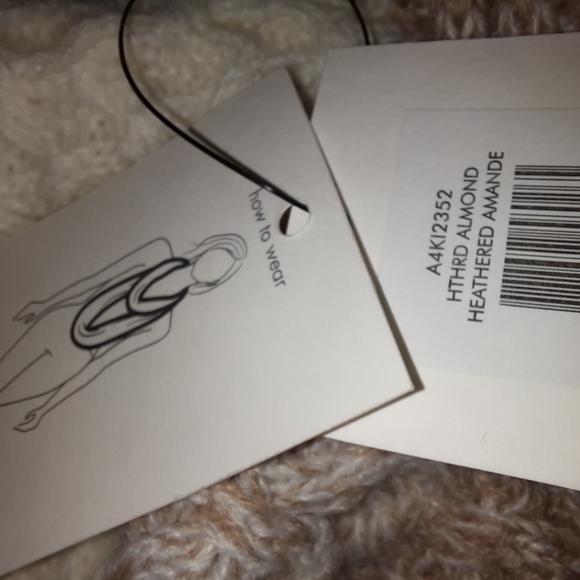 how to wear
A4KI2352
HTHRD ALMOND
HEATHERED AMANDE